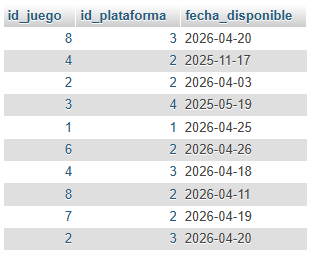 id_juego id_plataforma fecha_disponible
8 3 2026-04-20
4 2 2025-11-17
2 2 2026-04-03
3 4 2025-05-19
1 1 2026-04-25
6 2 2026-04-26
4 3 2026-04-18
8 2 2026-04-11
7 2 2026-04-19
2 3 2026-04-20